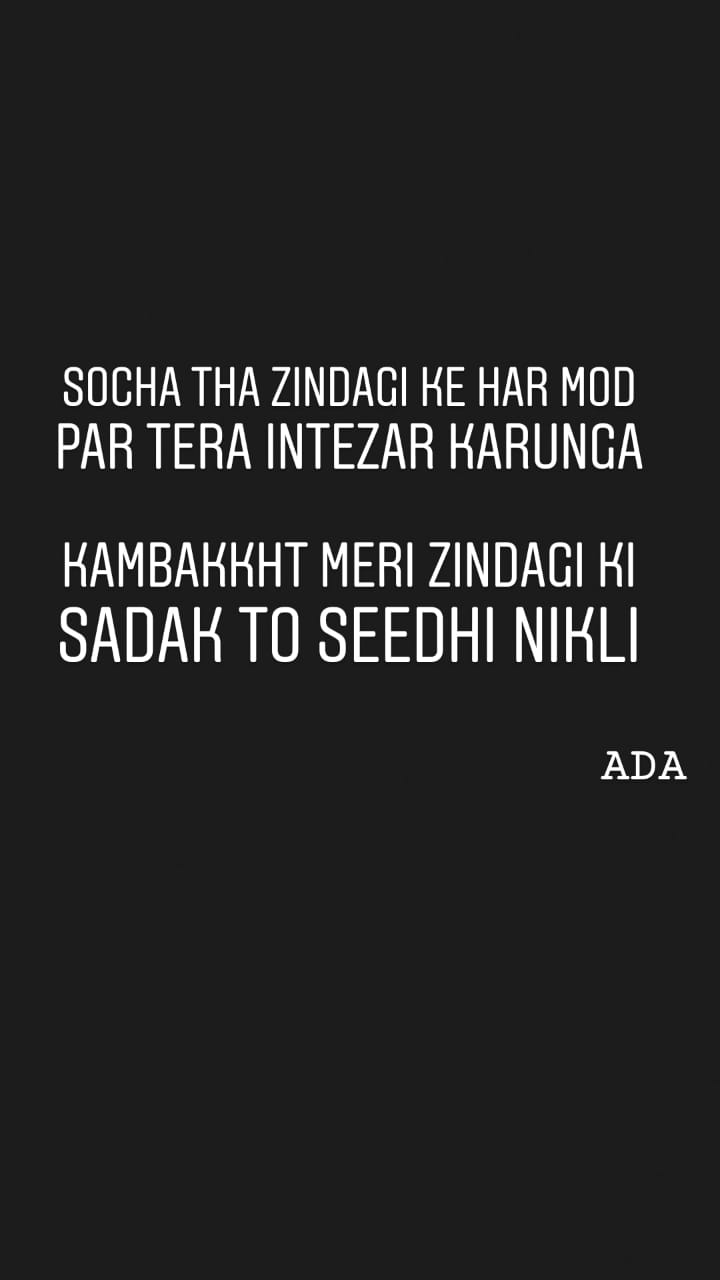 SOCHA THA ZINDAGI KE HAR MOD
PAR TERA INTEZAR KARUNGA
KAMBAKKHT MERI ZINDAGI KI
SADAK TO SEEDHI NIKLI
ADA